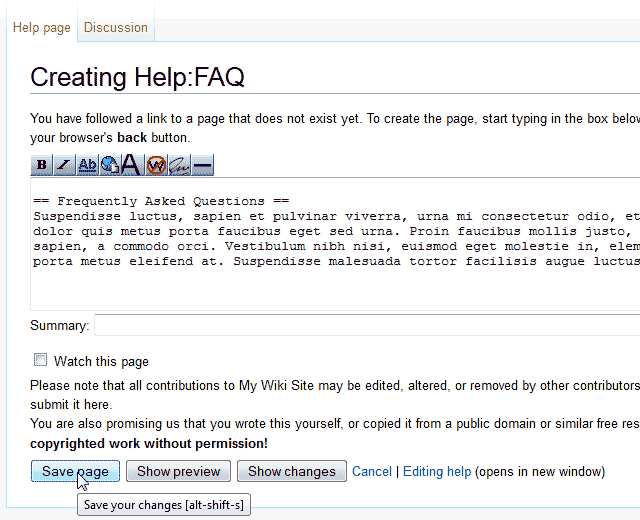 Help page Discussion
Creating Help:FAQ
You have followed a link to a page that does not exist yet. To create the page, start typing in the box below
your browser's back button.
B I Ab A W
== Frequently Asked Questions ==
Suspendisse luctus, sapien et pulvinar viverra, urna mi consectetur odio, et
dolor quis metus porta faucibus eget sed urna. Proin faucibus mollis justo,
sapien, a commodo orci. Vestibulum nibh nisi, euismod eget molestie in, elem
porta metus eleifend at. Suspendisse malesuada tortor facilisis augue luctus
Summary:
Watch this page
Please note that all contributions to My Wiki Site may be edited, altered, or removed by other contributors
submit it here.
You are also promising us that you wrote this yourself, or copied it from a public domain or similar free res
copyrighted work without permission!
Save page Show preview Show changes Cancel | Editing help (opens in new window)
Save your changes [alt-shift-s]